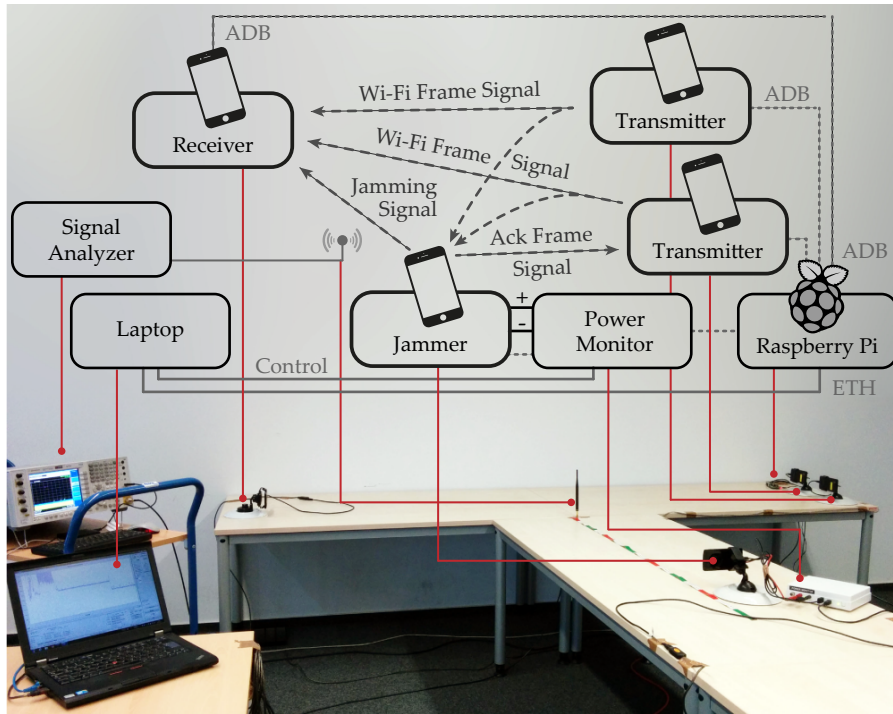 ADB
Wi-Fi Frame Signal
Transmitter
ADB
Receiver
Wi-Fi Frame Signal
Jamming
Signal
Signal
Analyzer
Ack Frame
Signal
Transmitter
ADB
Laptop
+
-
Jammer
Power
Monitor
Raspberry Pi
Control
ETH